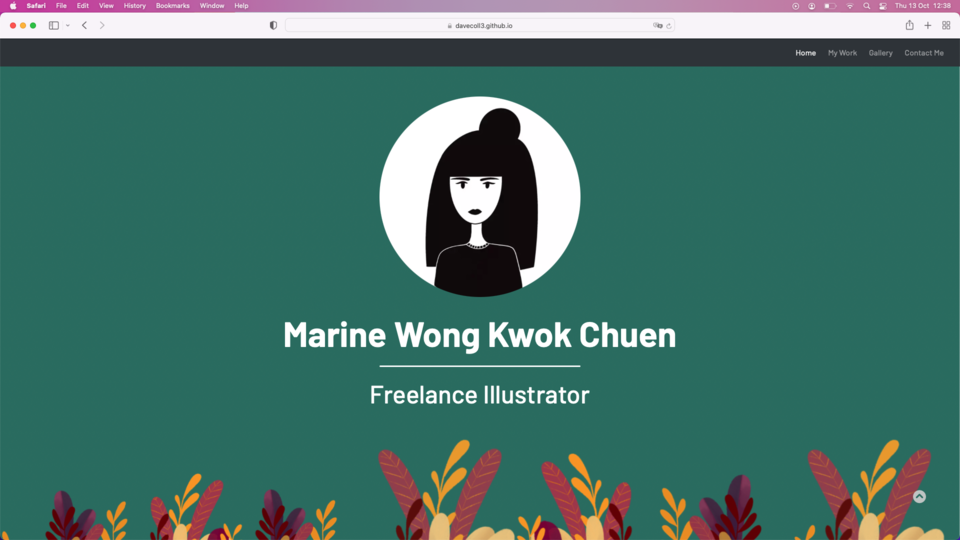 Safari File Edit View History Bookmarks Window Help Thu 13 Oct 12:38
davecoll3.github.io
Home My Work Gallery Contact Me
Marine Wong Kwok Chuen
Freelance Illustrator